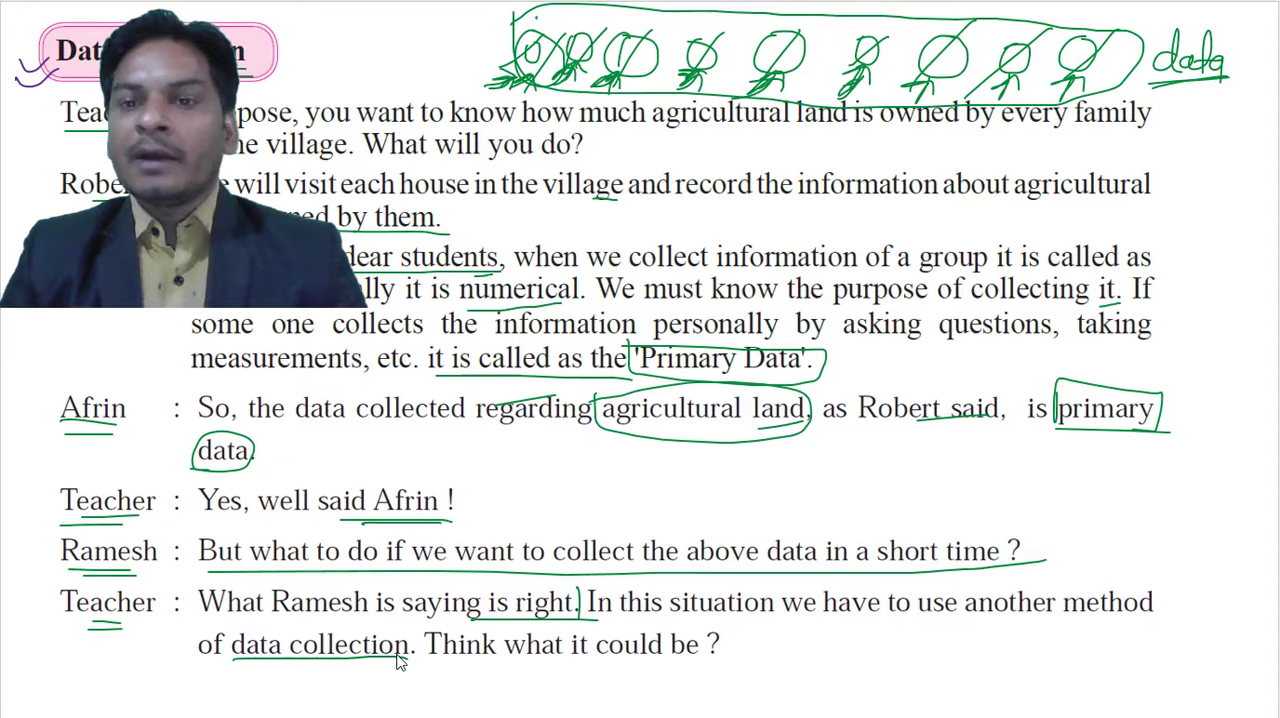 data
Teacher pose, you want to know how much agricultural land is owned by every family
the village. What will you do?
Robert we will visit each house in the village and record the information about agricultural
by them.
dear students, when we collect information of a group it is called as
it is numerical. We must know the purpose of collecting it. If
some one collects the information personally by asking questions, taking
measurements, etc. it is called as the 'Primary Data'.
Afrin : So, the data collected regarding agricultural land, as Robert said, is primary
data.
Teacher : Yes, well said Afrin !
Ramesh : But what to do if we want to collect the above data in a short time ?
Teacher : What Ramesh is saying is right. In this situation we have to use another method
of data collection. Think what it could be ?